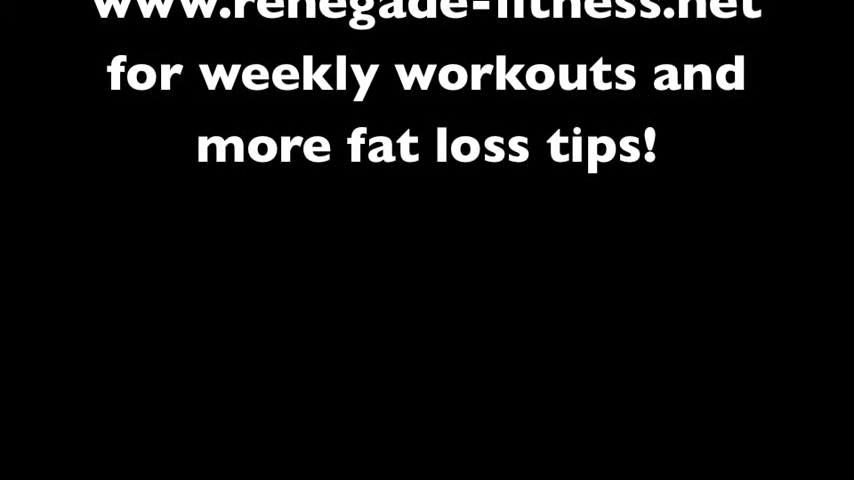 www.renegade-fitness.net
for weekly workouts and
more fat loss tips!